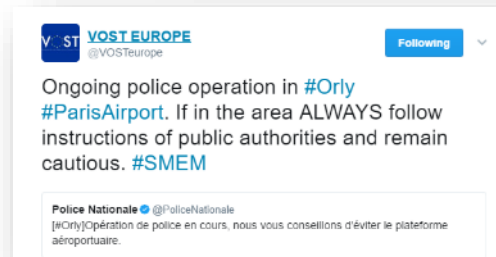 VOST
VOST EUROPE
@VOSTeurope
Following
Ongoing police operation in #Orly
#ParisAirport. If in the area ALWAYS follow
instructions of public authorities and remain
cautious. #SMEM
Police Nationale @PoliceNationale
[#Orly]Opération de police en cours, nous vous conseillons d'éviter le plateforme
aéroportuaire.